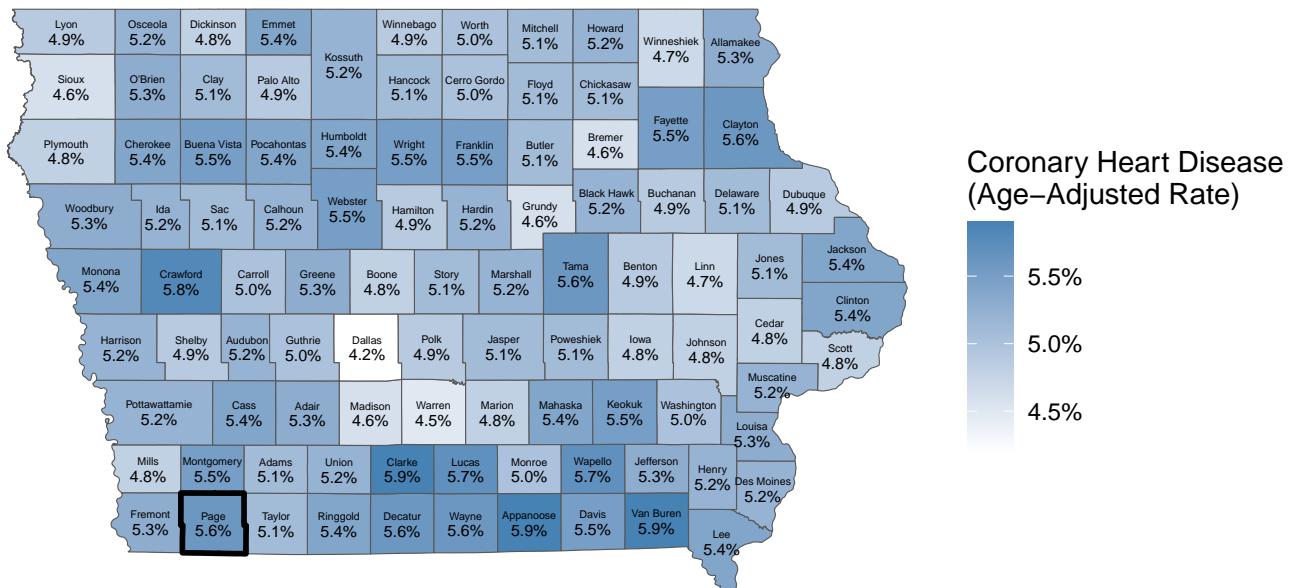 Lyon
4.9%
Osceola
5.2%
Dickinson
4.8%
Emmet
5.4%
Kossuth
5.2%
Winnebago
4.9%
Worth
5.0%
Mitchell
5.1%
Howard
5.2%
Winneshiek
4.7%
Allamakee
5.3%
Sioux
4.6%
O'Brien
5.3%
Clay
5.1%
Palo Alto
4.9%
Hancock
5.1%
Cerro Gordo
5.0%
Floyd
5.1%
Chickasaw
5.1%
Fayette
5.5%
Clayton
5.6%
Plymouth
4.8%
Cherokee
5.4%
Buena Vista
5.5%
Pocahontas
5.4%
Humboldt
5.4%
Wright
5.5%
Franklin
5.5%
Butler
5.1%
Bremer
4.6%
Woodbury
5.3%
Ida
5.2%
Sac
5.1%
Calhoun
5.2%
Webster
5.5%
Hamilton
4.9%
Hardin
5.2%
Grundy
4.6%
Black Hawk
5.2%
Buchanan
4.9%
Delaware
5.1%
Dubuque
4.9%
Monona
5.4%
Crawford
5.8%
Carroll
5.0%
Greene
5.3%
Boone
4.8%
Story
5.1%
Marshall
5.2%
Tama
5.6%
Benton
4.9%
Linn
4.7%
Jones
5.1%
Jackson
5.4%
Clinton
5.4%
Harrison
5.2%
Shelby
4.9%
Audubon
5.2%
Guthrie
5.0%
Dallas
4.2%
Polk
4.9%
Jasper
5.1%
Poweshiek
5.1%
Iowa
4.8%
Johnson
4.8%
Cedar
4.8%
Scott
4.8%
Muscatine
5.2%
Pottawattamie
5.2%
Cass
5.4%
Adair
5.3%
Madison
4.6%
Warren
4.5%
Marion
4.8%
Mahaska
5.4%
Keokuk
5.5%
Washington
5.0%
Louisa
5.3%
Mills
4.8%
Montgomery
5.5%
Adams
5.1%
Union
5.2%
Clarke
5.9%
Lucas
5.7%
Monroe
5.0%
Wapello
5.7%
Jefferson
5.3%
Henry
5.2%
Des Moines
5.2%
Fremont
5.3%
Page
5.6%
Taylor
5.1%
Ringgold
5.4%
Decatur
5.6%
Wayne
5.6%
Appanoose
5.9%
Davis
5.5%
Van Buren
5.9%
Lee
5.4%
Coronary Heart Disease
(Age−Adjusted Rate)
5.5%
5.0%
4.5%